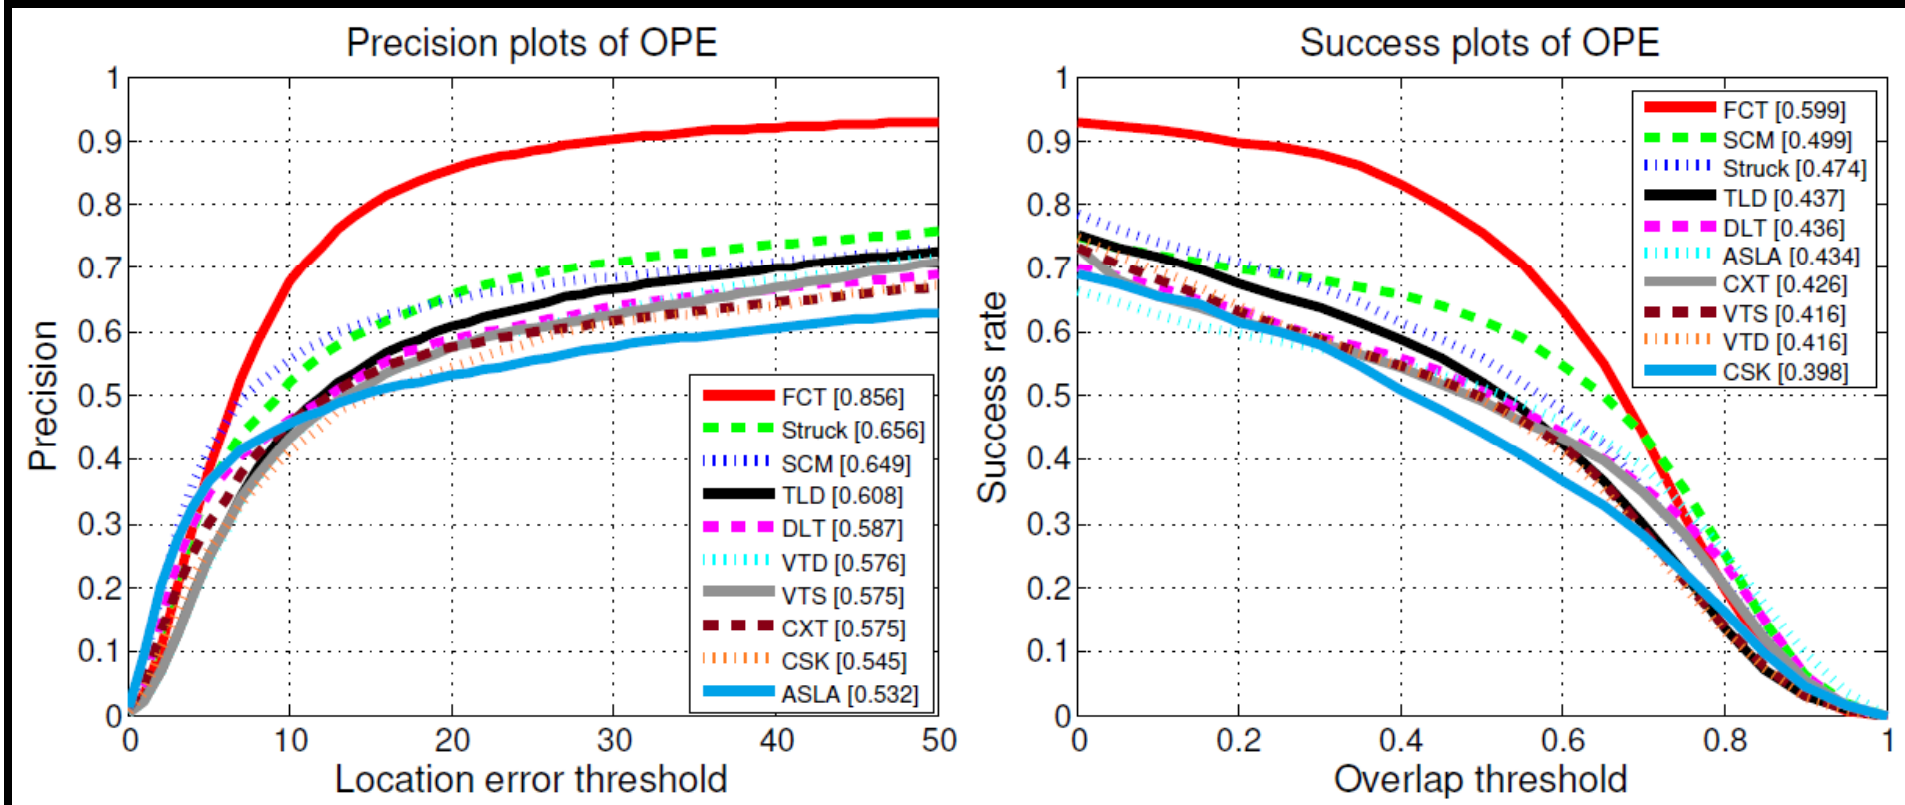 Precision plots of OPE
1
0.9
0.8
0.7
0.6
0.5
0.4
0.3
0.2
0.1
0
0 10 20 30 40 50
Precision
Location error threshold
FCT [0.856]
Struck [0.656]
SCM [0.649]
TLD [0.608]
DLT [0.587]
VTD [0.576]
VTS [0.575]
CXT [0.575]
CSK [0.545]
ASLA [0.532]
Success plots of OPE
1
0.9
0.8
0.7
0.6
0.5
0.4
0.3
0.2
0.1
0
0 0.2 0.4 0.6 0.8 1
Success rate
Overlap threshold
FCT [0.599]
SCM [0.499]
Struck [0.474]
TLD [0.437]
DLT [0.436]
ASLA [0.434]
CXT [0.426]
VTS [0.416]
VTD [0.416]
CSK [0.398]